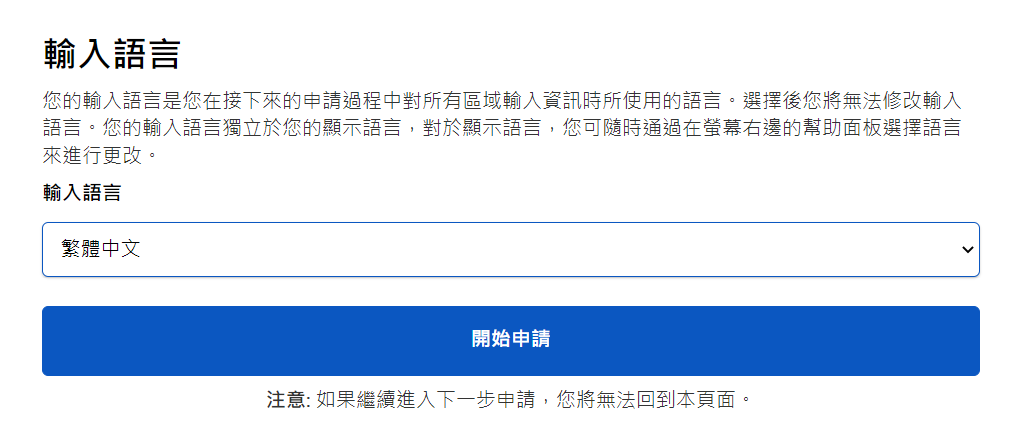 輸入語言
您的輸入語言是您在接下來的申請過程中對所有區域輸入資訊時所使用的語言。選擇後您將無法修改輸入
語言。您的輸入語言獨立於您的顯示語言，對於顯示語言，您可隨時通過在螢幕右邊的幫助面板選擇語言
來進行更改。
輸入語言
繁體中文
開始申請
注意: 如果繼續進入下一步申請，您將無法回到本頁面。